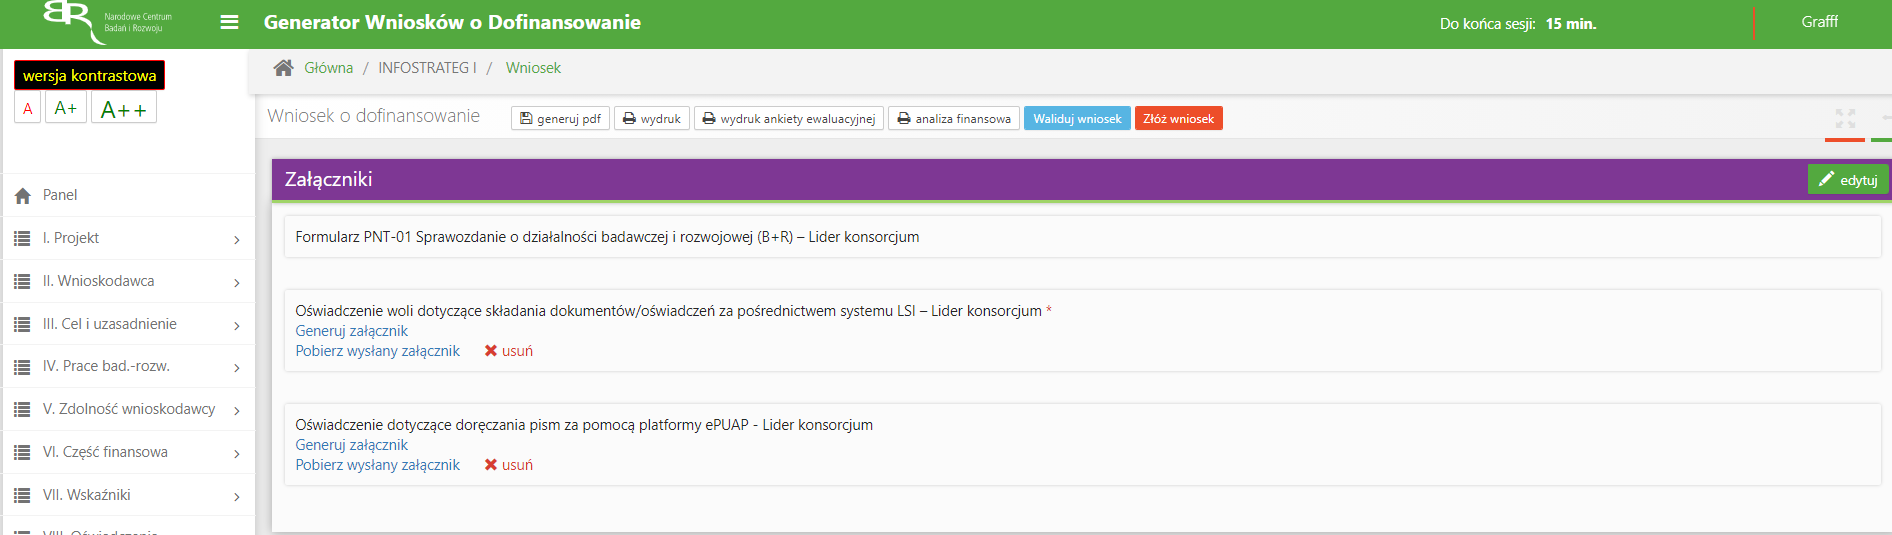 Narodowe Centrum
Badań i Rozwoju
Generator Wniosków o Dofinansowanie
Do końca sesji: 15 min.
Grafff
wersja kontrastowa
A A+ A++
Główna / INFOSTRATEG I / Wniosek
Wniosek o dofinansowanie
generuj pdf
wydruk
wydruk ankiety ewaluacyjnej
analiza finansowa
Waliduj wniosek
Złóż wniosek
Panel
I. Projekt
II. Wnioskodawca
III. Cel i uzasadnienie
IV. Prace bad.-rozw.
V. Zdolność wnioskodawcy
VI. Część finansowa
VII. Wskaźniki
VIII. Oświadczenia
Załączniki
edytuj
Formularz PNT-01 Sprawozdanie o działalności badawczej i rozwojowej (B+R) – Lider konsorcjum
Oświadczenie woli dotyczące składania dokumentów/oświadczeń za pośrednictwem systemu LSI – Lider konsorcjum *
Generuj załącznik
Pobierz wysłany załącznik usuń
Oświadczenie dotyczące doręczania pism za pomocą platformy ePUAP - Lider konsorcjum
Generuj załącznik
Pobierz wysłany załącznik usuń